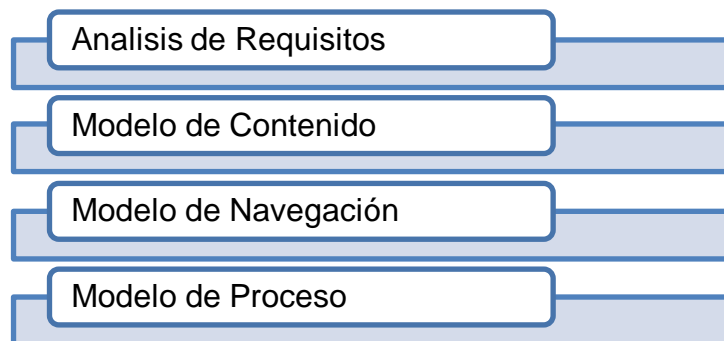 Analisis de Requisitos
Modelo de Contenido
Modelo de Navegación
Modelo de Proceso